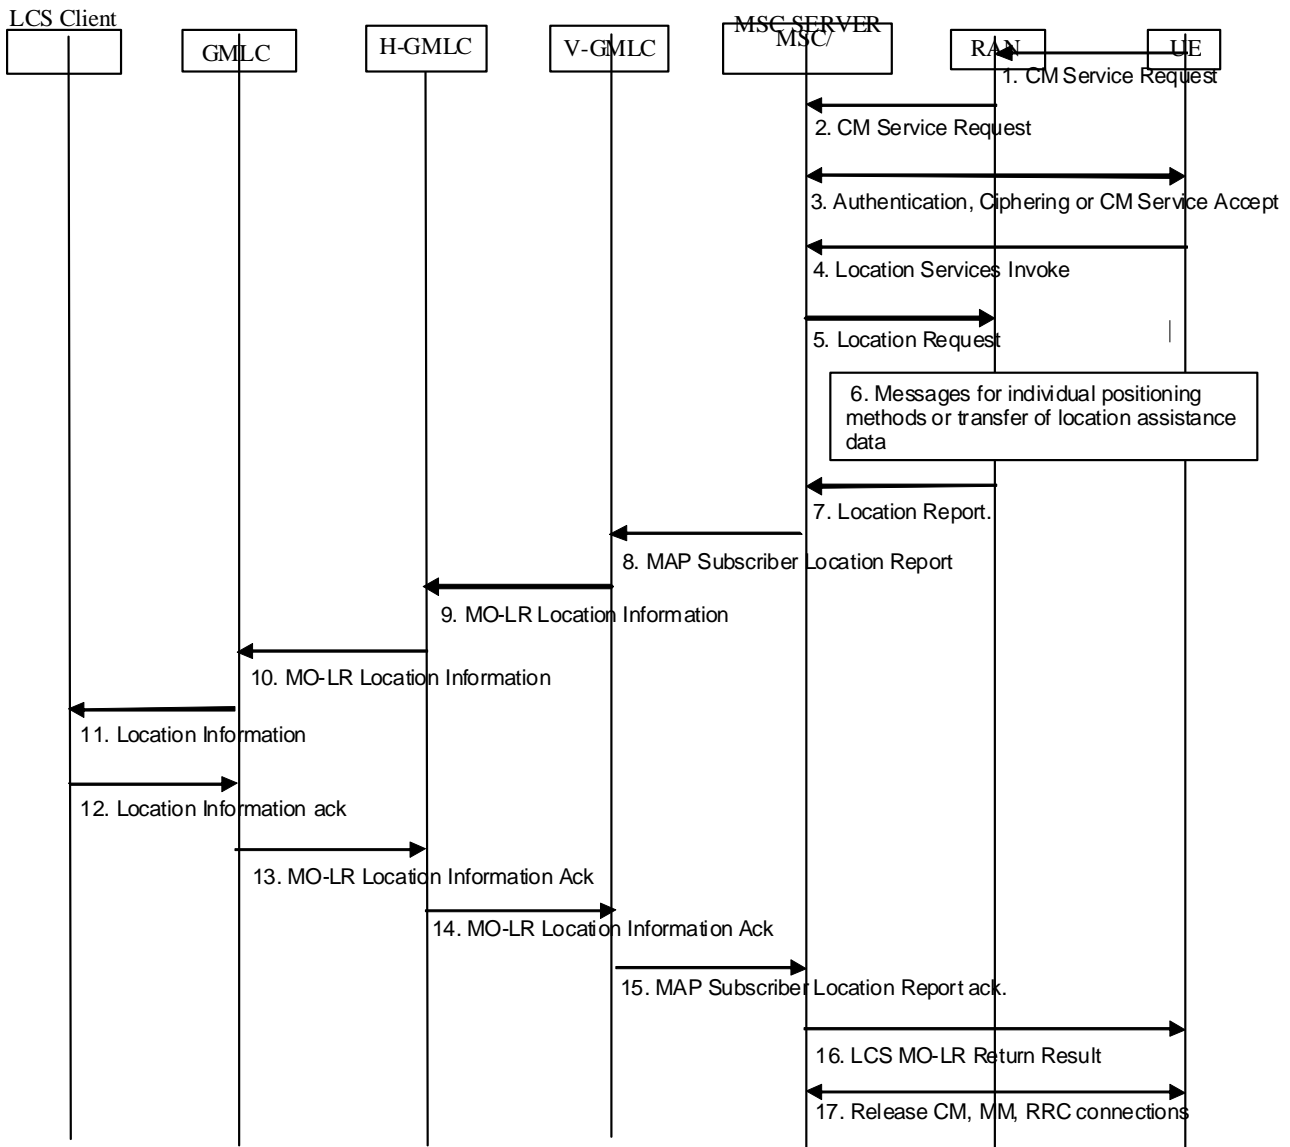 LCS Client
GMLC
H-GMLC
V-GMLC
MSC SERVER
MSC/
RAN
UE
1. CM Service Request
2. CM Service Request
3. Authentication, Ciphering or CM Service Accept
4. Location Services Invoke
5. Location Request
6. Messages for individual positioning
methods or transfer of location assistance
data
7. Location Report.
8. MAP Subscriber Location Report
9. MO-LR Location Information
10. MO-LR Location Information
11. Location Information
12. Location Information ack
13. MO-LR Location Information Ack
14. MO-LR Location Information Ack
15. MAP Subscriber Location Report ack.
16. LCS MO-LR Return Result
17. Release CM, MM, RRC connections